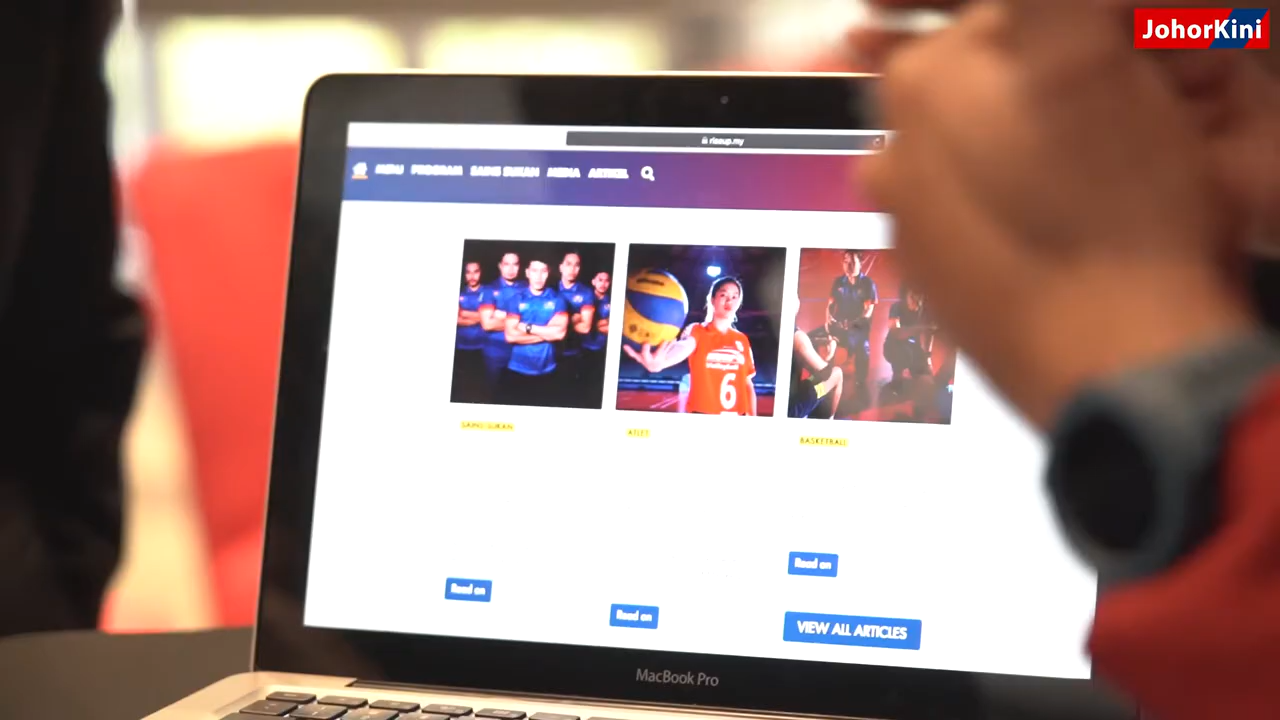 JohorKini
riseup.my
MENU PROGRAM SAINS SUKAN MEDIA ARTIKEL
6
SAINS SUKAN
ATLET
BASKETBALL
Read on
Read on
Read on
VIEW ALL ARTICLES
MacBook Pro